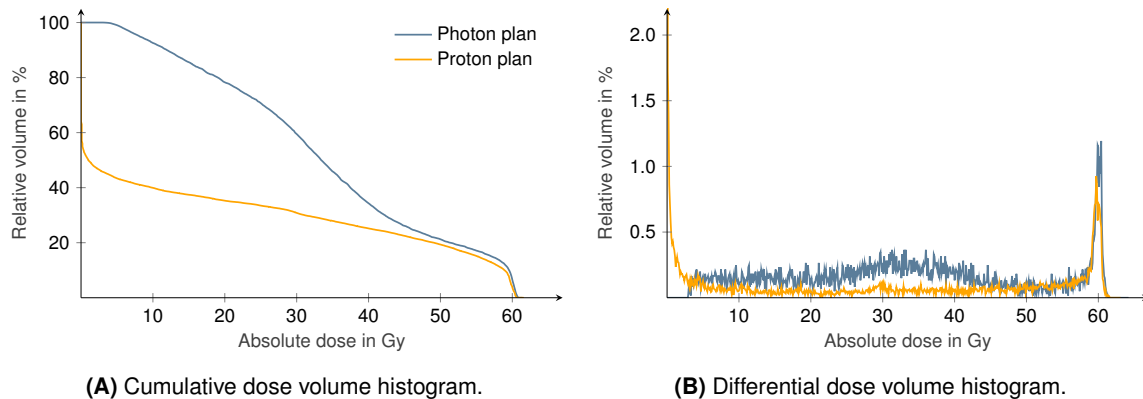 100
80
60
40
20
Relative volume in %
10 20 30 40 50 60
Absolute dose in Gy
Photon plan
Proton plan
(A) Cumulative dose volume histogram.
2.0
1.5
1.0
0.5
Relative volume in %
10 20 30 40 50 60
Absolute dose in Gy
(B) Differential dose volume histogram.